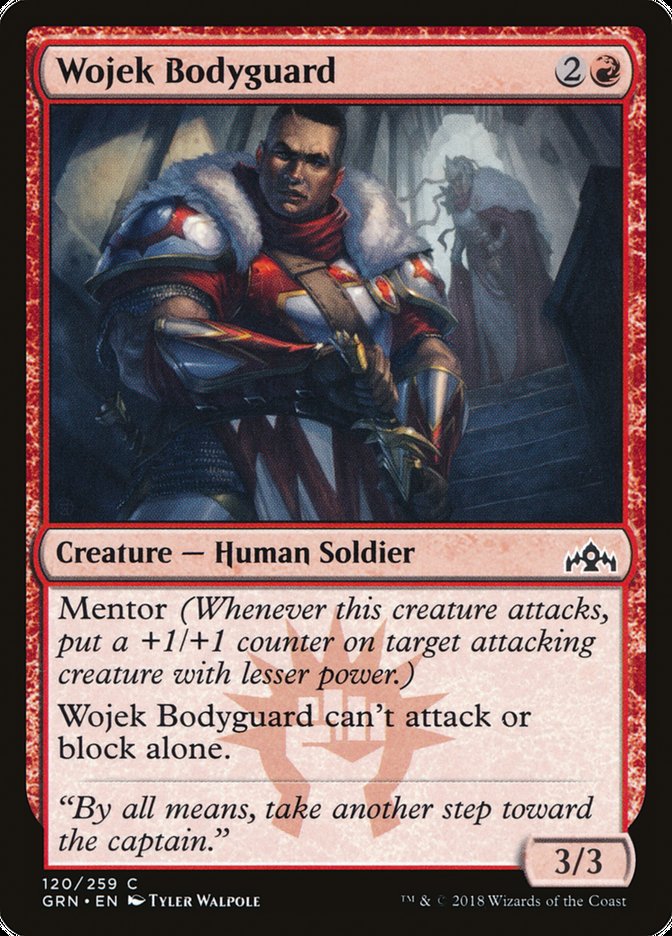 Wojek Bodyguard 2
Creature — Human Soldier
Mentor (Whenever this creature attacks,
put a +1/+1 counter on target attacking
creature with lesser power.)
Wojek Bodyguard can't attack or
block alone.
“By all means, take another step toward
the captain.”
3/3
120/259 C
GRN • EN Tyler Walpole
™ & © 2018 Wizards of the Coast